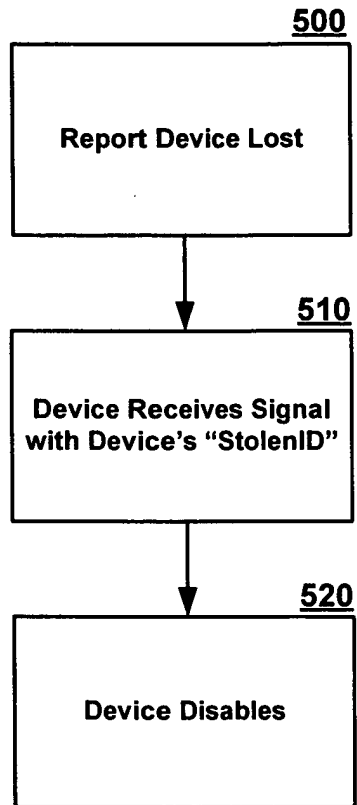 500
Report Device Lost
510
Device Receives Signal
with Device's “StolenID”
520
Device Disables